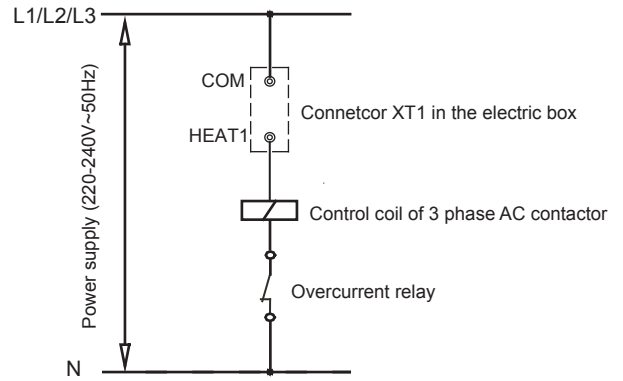 L1/L2/L3
COM
Connetcor XT1 in the electric box
HEAT1
Power supply (220-240V~50Hz)
Control coil of 3 phase AC contactor
Overcurrent relay
N